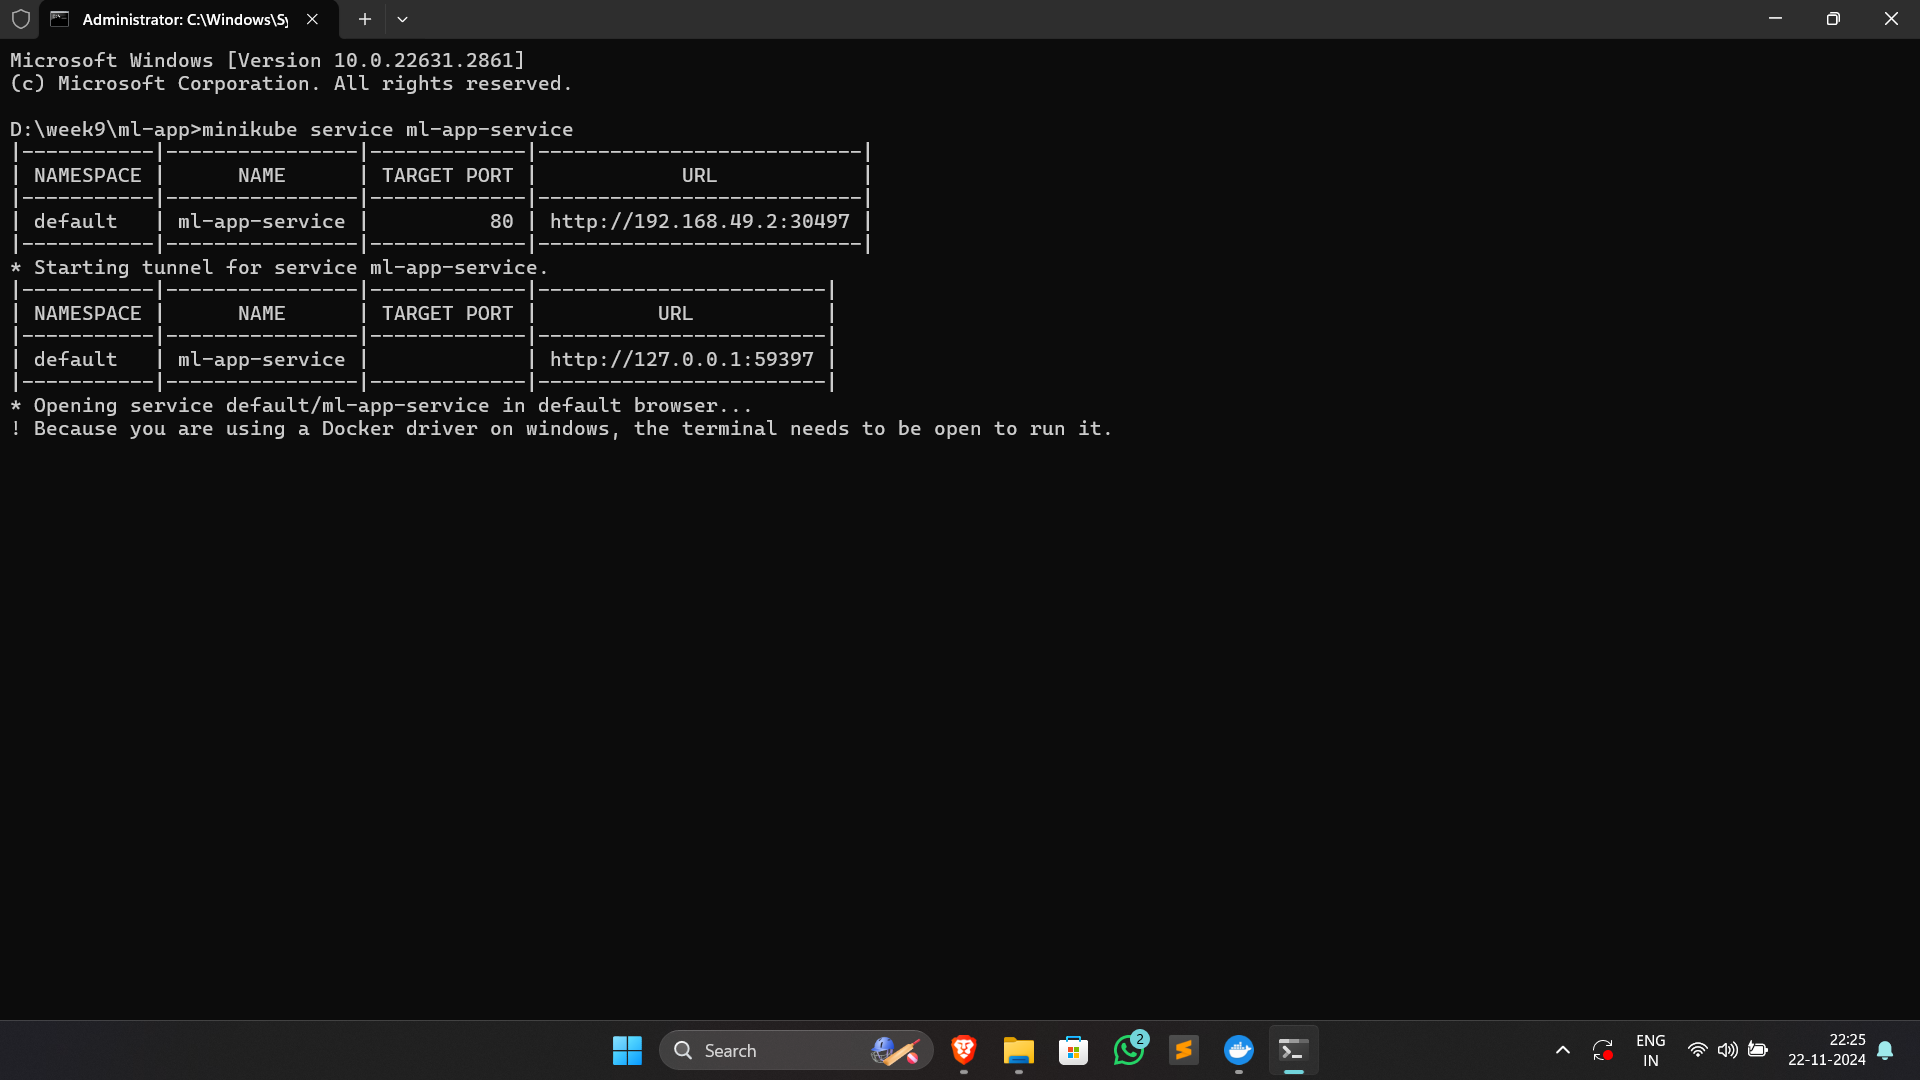 Administrator: C:\Windows\Sy
Microsoft Windows [Version 10.0.22631.2861]
(c) Microsoft Corporation. All rights reserved.
D:\week9\ml-app>minikube service ml-app-service
|-----------|----------------|-------------|---------------------------|
| NAMESPACE |      NAME      | TARGET PORT |            URL            |
|-----------|----------------|-------------|---------------------------|
| default   | ml-app-service |          80 | http://192.168.49.2:30497 |
|-----------|----------------|-------------|---------------------------|
* Starting tunnel for service ml-app-service.
|-----------|----------------|-------------|------------------------|
| NAMESPACE |      NAME      | TARGET PORT |          URL           |
|-----------|----------------|-------------|------------------------|
| default   | ml-app-service |             | http://127.0.0.1:59397 |
|-----------|----------------|-------------|------------------------|
* Opening service default/ml-app-service in default browser...
! Because you are using a Docker driver on windows, the terminal needs to be open to run it.
Search
2
ENG
IN
22:25
22-11-2024